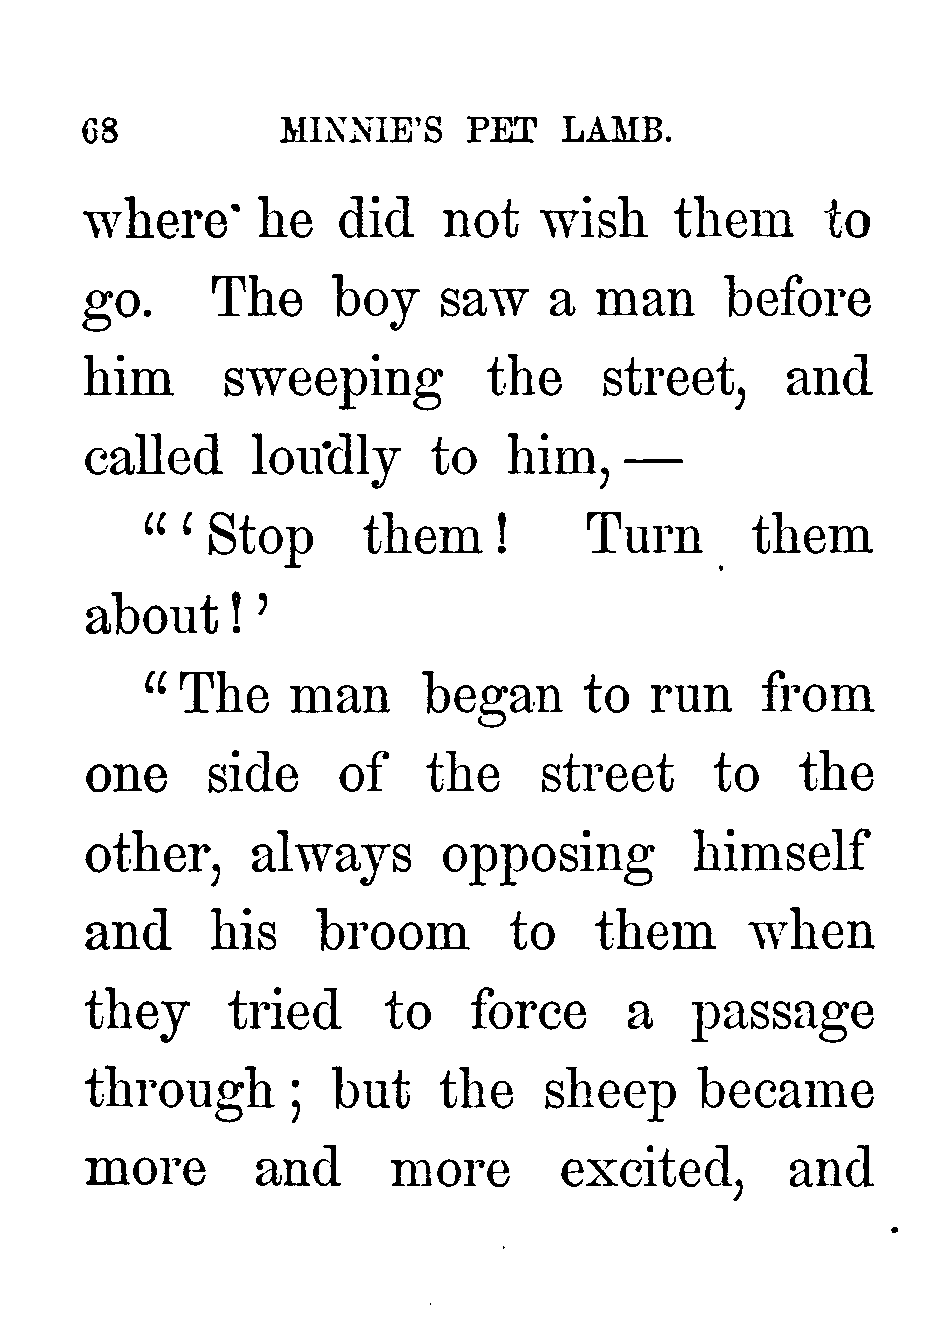 68 MINNIE'S PET LAMB.
where he did not wish them to
go. The boy saw a man before
him sweeping the street, and
called loudly to him, —
"'Stop them! Turn them
about!'
"The man began to run from
one side of the street to the
other, always opposing himself
and his broom to them when
they tried to force a passage
through; but the sheep became
more and more excited, and